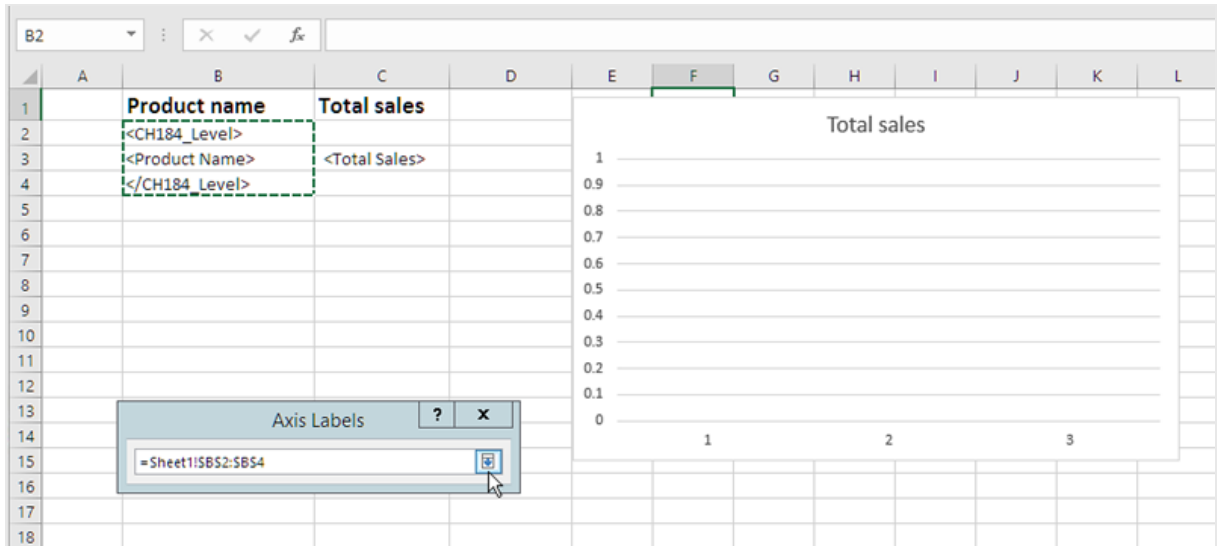 B2
fx
A B C D E F G H I J K L
1 Product name Total sales
2 <CH184_Level>
3 <Product Name> <Total Sales>
4 </CH184_Level>
5
6
7
8
9
10
11
12
13
14
15
16
17
18
Total sales
1
0.9
0.8
0.7
0.6
0.5
0.4
0.3
0.2
0.1
0
1 2 3
Axis Labels ? x
=Sheet1!$B$2:$B$4